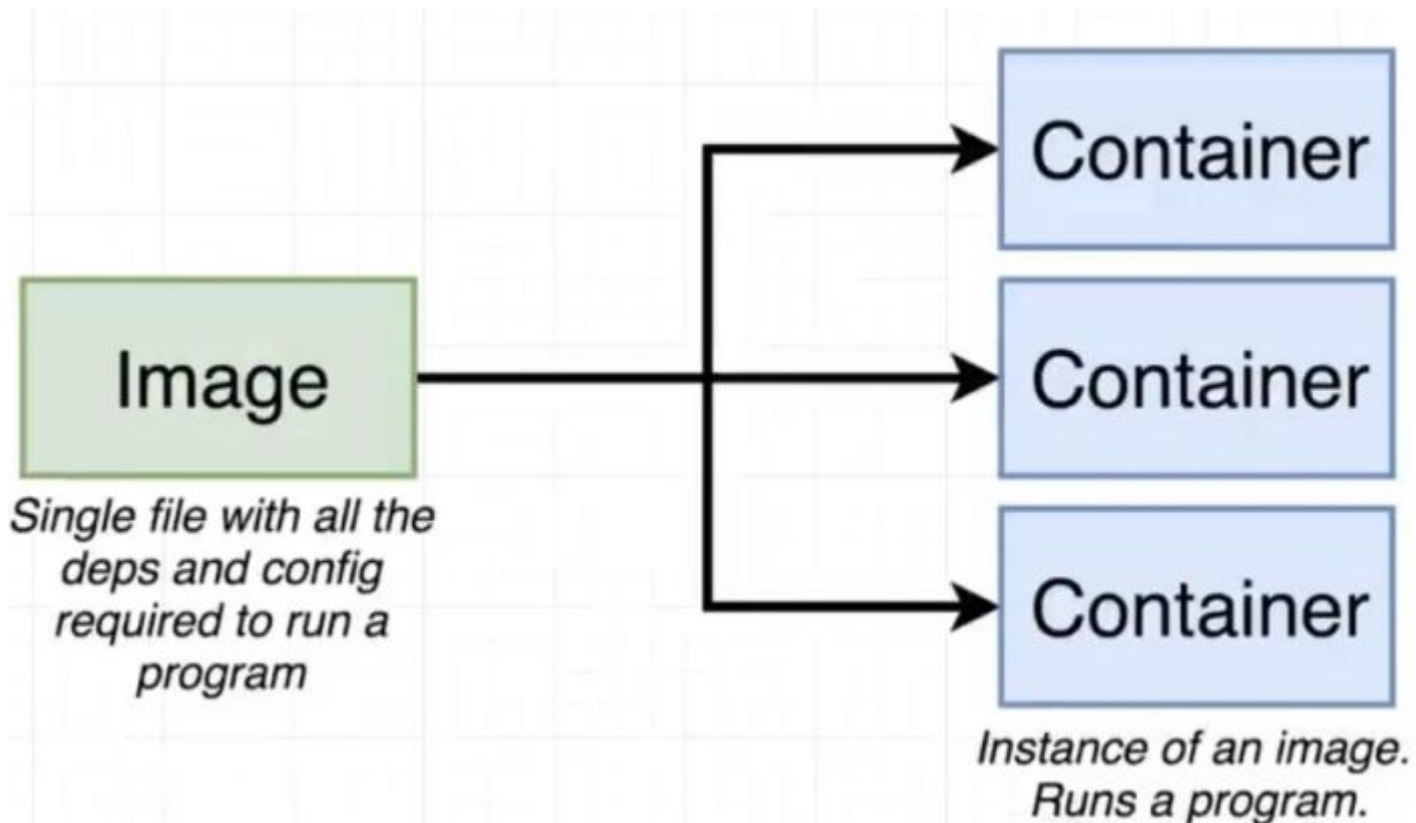 Image
Single file with all the
deps and config
required to run a
program
Container
Container
Container
Instance of an image.
Runs a program.